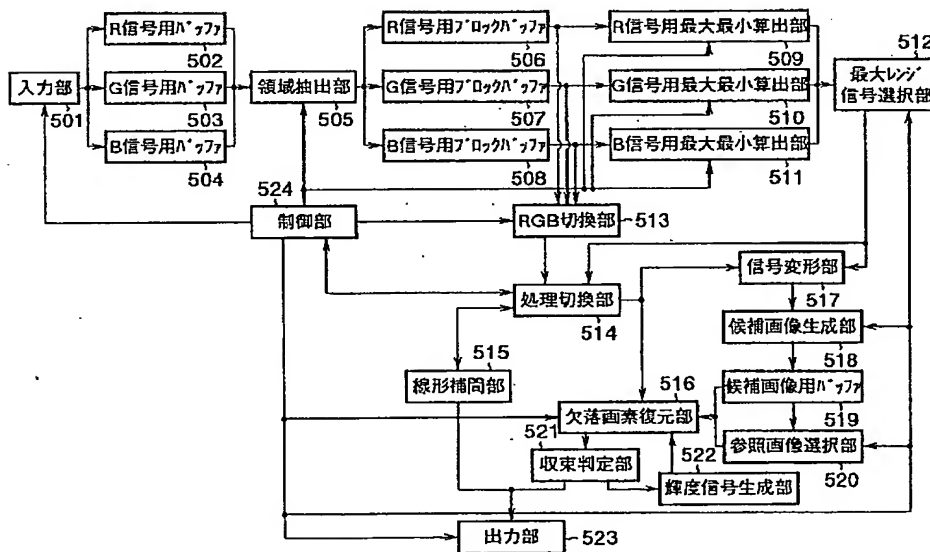 R信号用バッファ
502
入力部
501
G信号用バッファ
503
B信号用バッファ
504
領域抽出部
505
R信号用ブロックバッファ
506
G信号用ブロックバッファ
507
B信号用ブロックバッファ
508
R信号用最大最小算出部
509
G信号用最大最小算出部
510
B信号用最大最小算出部
511
512
最大レンジ
信号選択部
524
制御部
RGB切換部
513
処理切換部
514
515
線形補間部
516
欠落画素復元部
信号変形部
517
候補画像生成部
518
候補画像用バッファ
519
参照画像選択部
520
521
収束判定部
522
輝度信号生成部
出力部
523